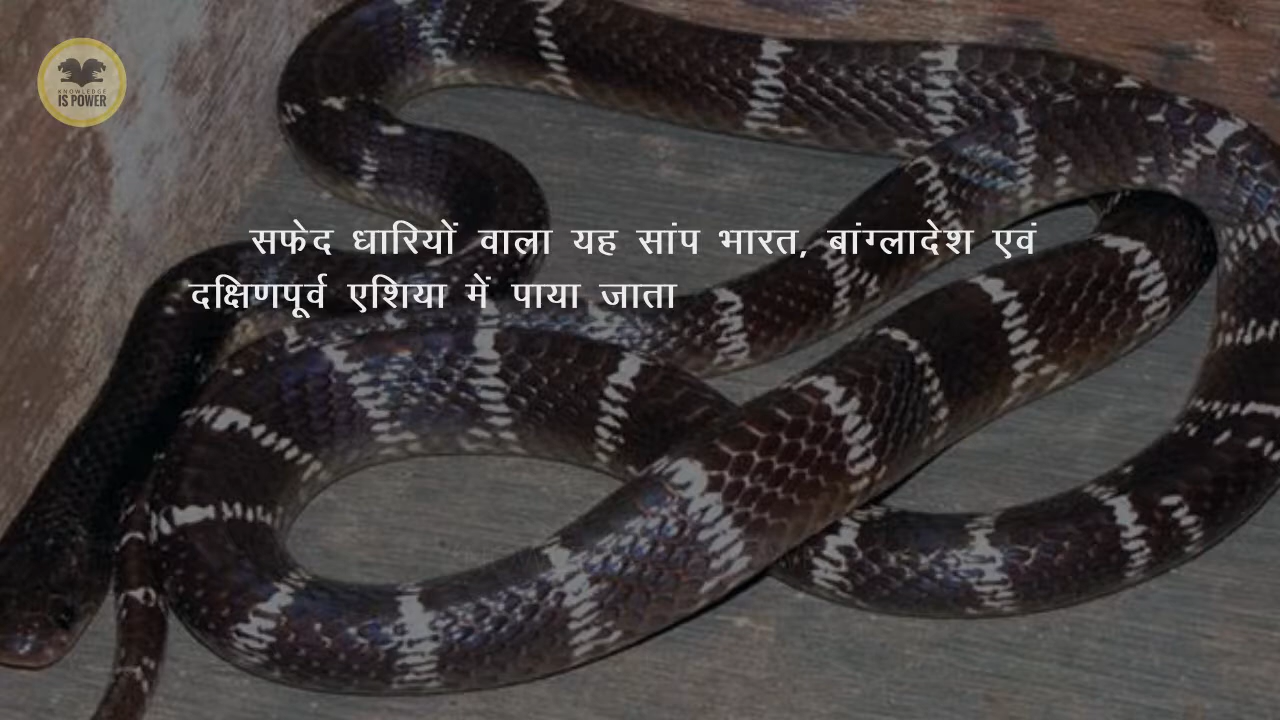 KNOWLEDGE
IS POWER
सफेद धारियों वाला यह सांप भारत, बांग्लादेश एवं
दक्षिणपूर्व एशिया में पाया जाता